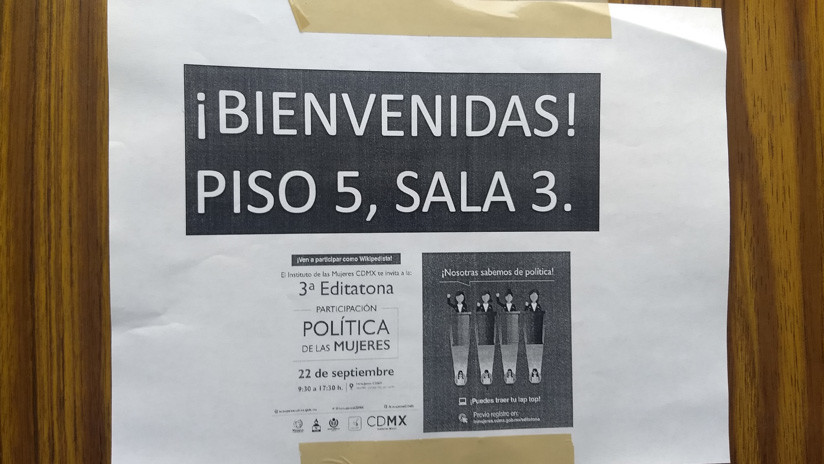 ¡BIENVENIDAS!
PISO 5, SALA 3.
¡Ven a participar como Wikipedista!
El Instituto de las Mujeres CDMX te invita a la:
3ª Editatona
PARTICIPACIÓN
POLÍTICA
DE LAS MUJERES
22 de septiembre
9:30 a 17:30 h.
CDMX
¡Nosotras sabemos de política!
¡Puedes traer tu lap top!
Previo registro en: